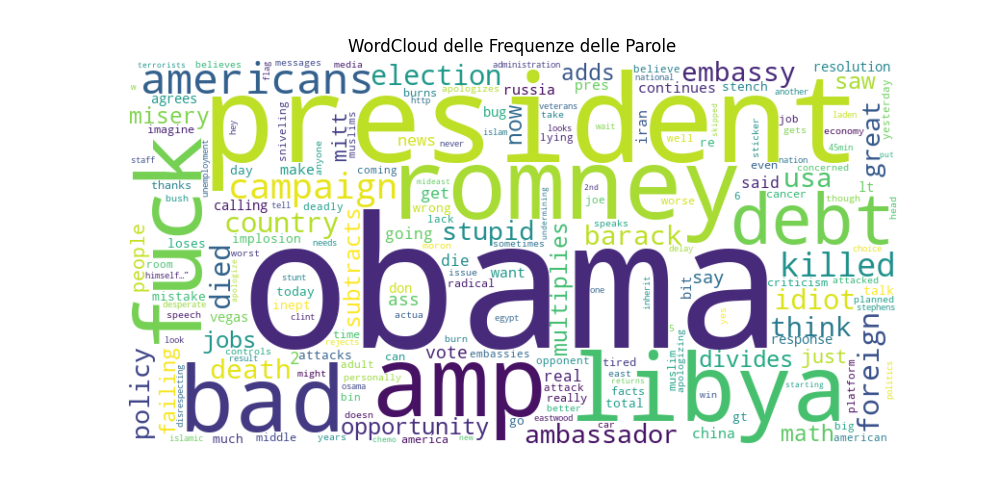 WordCloud delle Frequenze delle Parole
terrorists
believes
flag
messages
media
administration
another
resolution
americans
election
adds
embassy
saw
w
agrees
burns
apologizes
russia
pres
believe
national
continues
stench
laden
yesterday
misery
imagine
hey
sniveling
mitt
muslims
president
bug
http
veterans
take
islam
now
looks
lying
iran
wait
skipped
well
job
gets
economy
great
news
never
re
sticker
45min
put
staff
unemployment
anyone
day
make
coming
mideast
2nd
even
nation
concerned
thanks
bush
fuck
campaign
romney
get
wrong
undermining
joe
worse
said
6
usa
cancer
lt
though
debt
head
calling
tell
deadly
country
subtracts
lack
going
stupid
sometimes
speaks
barack
people
loses
died
apologize
implosion
needs
worst
moron
die
multiplies
delay
say
killed
choice
criticism
attacked
room
himself…"
obama
issue
radical
want
one
inherit
bit
desperate
mistake
stunt
today
inept
clint
don
ass
actua
egypt
yes
idiot
talk
planned
stephens
speech
vegas
time
rejects
burn
5
think
foreign
look
jobs
controls
result
2
attacks
can
vote
embassies
opponent
tired
muslim
apologizing
response
divides
just
policy
failing
disrespecting
death
might
adult
personally
osama
bin
amp
real
attack
really
better
east
returns
facts
total
libya
win
starting
platform
politics
bad
doesn
opportunity
eastwood
car
go
ambassador
gt
china
math
big
american
islamic
much
middle
years
chemo
america
new